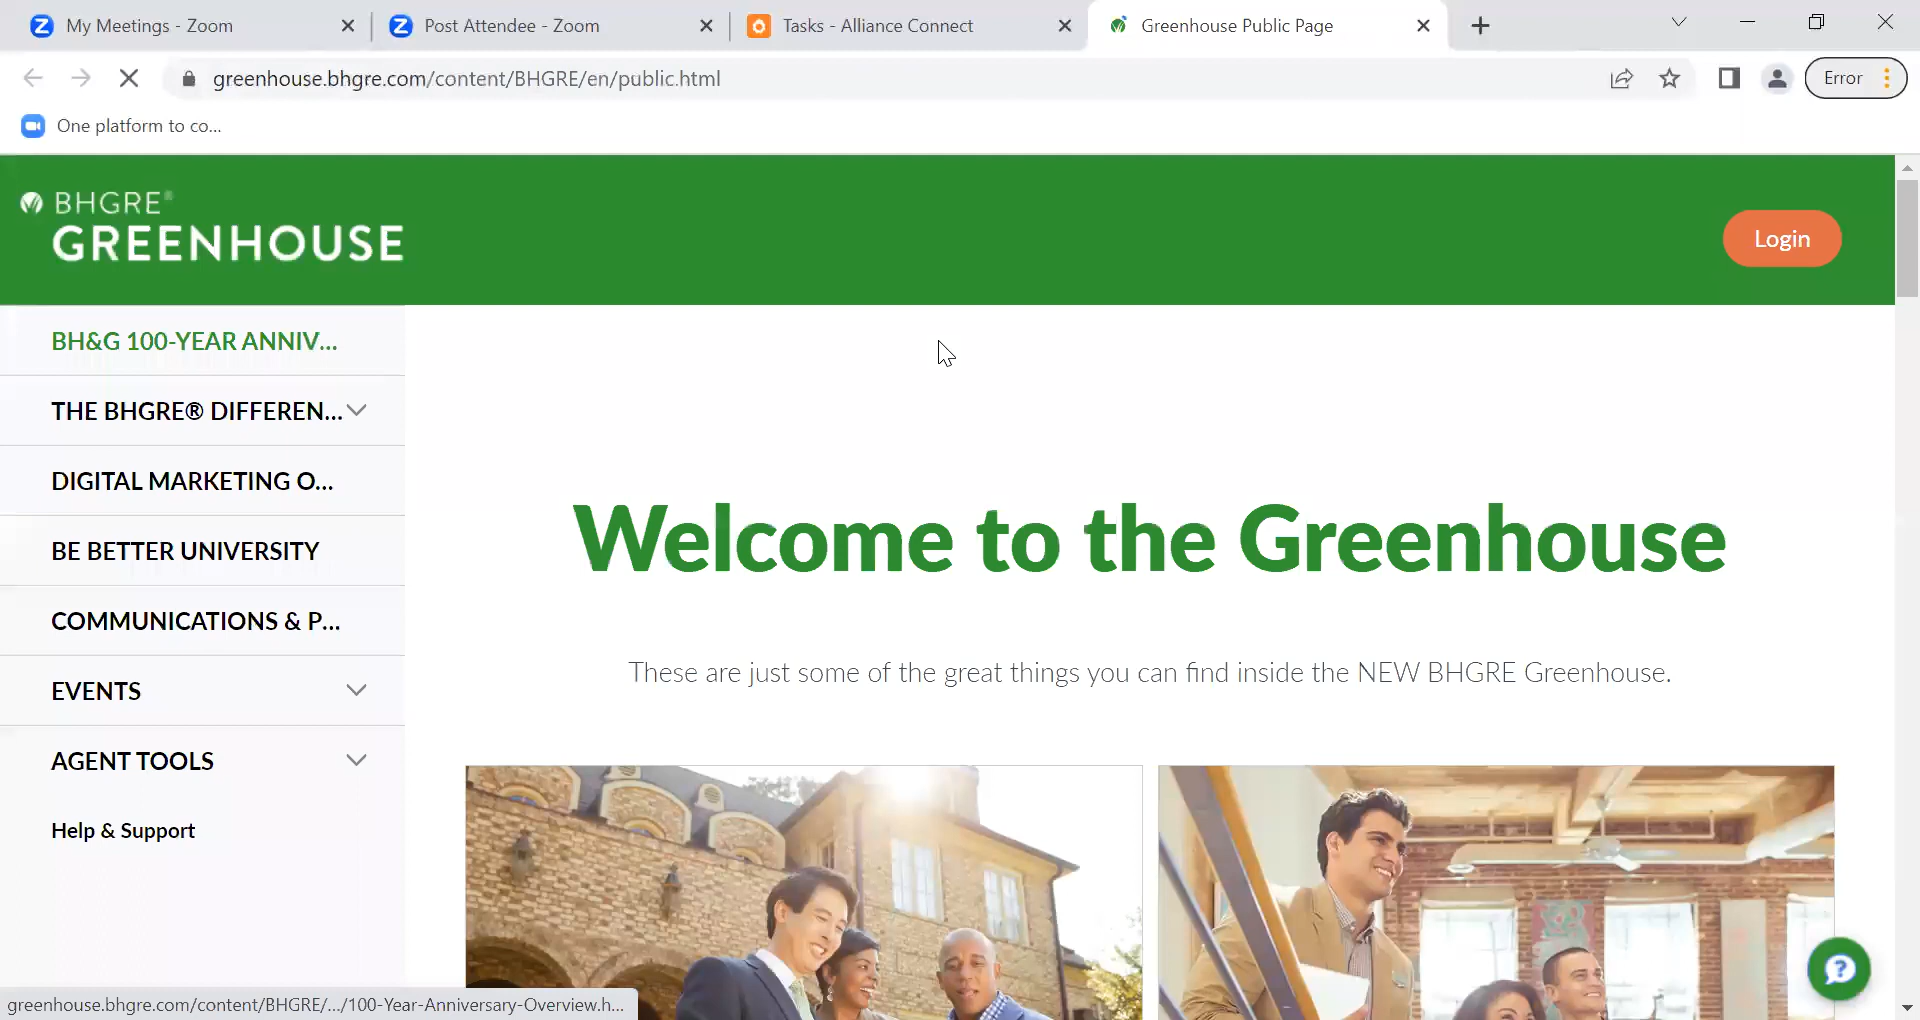 My Meetings - Zoom
Post Attendee - Zoom
Tasks - Alliance Connect
Greenhouse Public Page
greenhouse.bhgre.com/content/BHGRE/en/public.html
Error
One platform to co...
BHGRE®
GREENHOUSE
Login
BH&G 100-YEAR ANNIV...
THE BHGRE® DIFFEREN...
DIGITAL MARKETING O...
BE BETTER UNIVERSITY
COMMUNICATIONS & P...
EVENTS
AGENT TOOLS
Help & Support
Welcome to the Greenhouse
These are just some of the great things you can find inside the NEW BHGRE Greenhouse.
greenhouse.bhgre.com/content/BHGRE/.../100-Year-Anniversary-Overview.h...